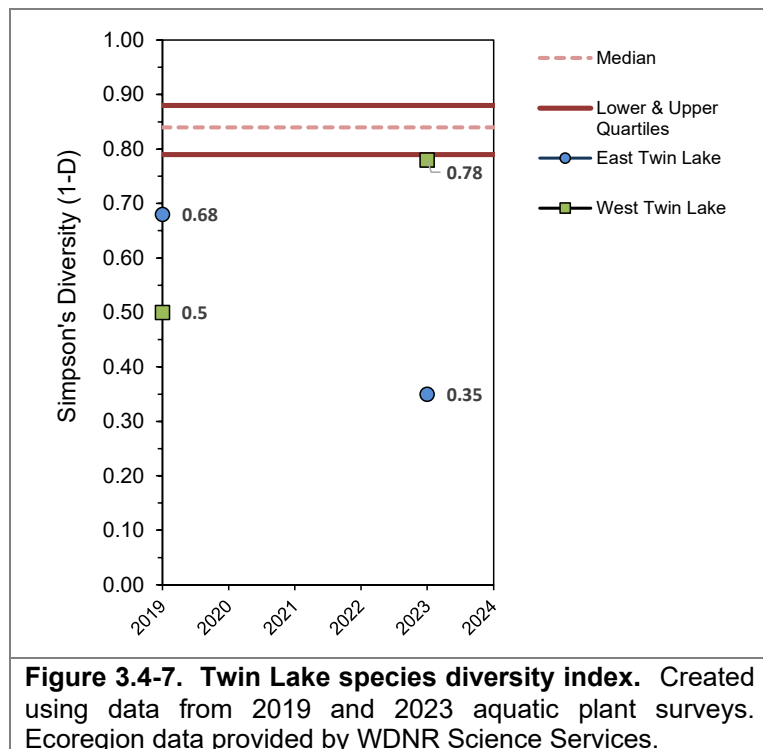 Simpson's Diversity (1-D)
1.00
0.90
0.80
0.70
0.60
0.50
0.40
0.30
0.20
0.10
0.00
2019
2020
2021
2022
2023
2024
0.68
0.5
0.78
0.35
Median
Lower & Upper
Quartiles
East Twin Lake
West Twin Lake
Figure 3.4-7. Twin Lake species diversity index. Created
using data from 2019 and 2023 aquatic plant surveys.
Ecoregion data provided by WDNR Science Services.